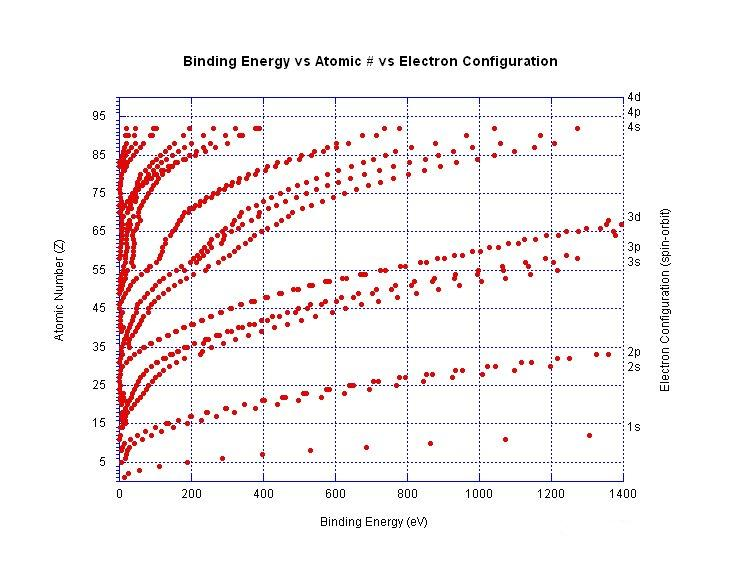 Binding Energy vs Atomic # vs Electron Configuration
4d
95
4p
4s
85
75
3d
65
3p
3s
55
45
35
2p
2s
25
15
1s
5
0 200 400 600 800 1000 1200 1400
Binding Energy (eV)
Atomic Number (Z)
Electron Configuration (spin-orbit)